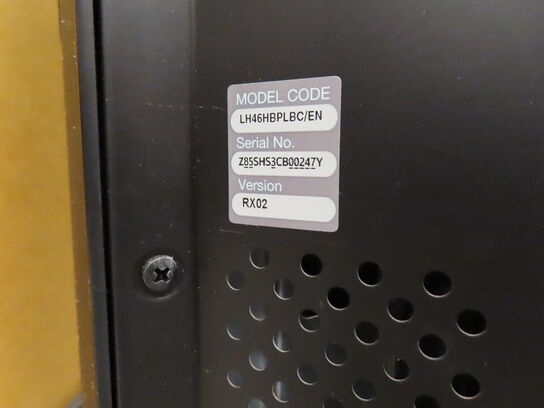 MODEL CODE
LH46HBPLBC/EN
Serial No.
Z85SHS3CB00247Y
Version
RX02